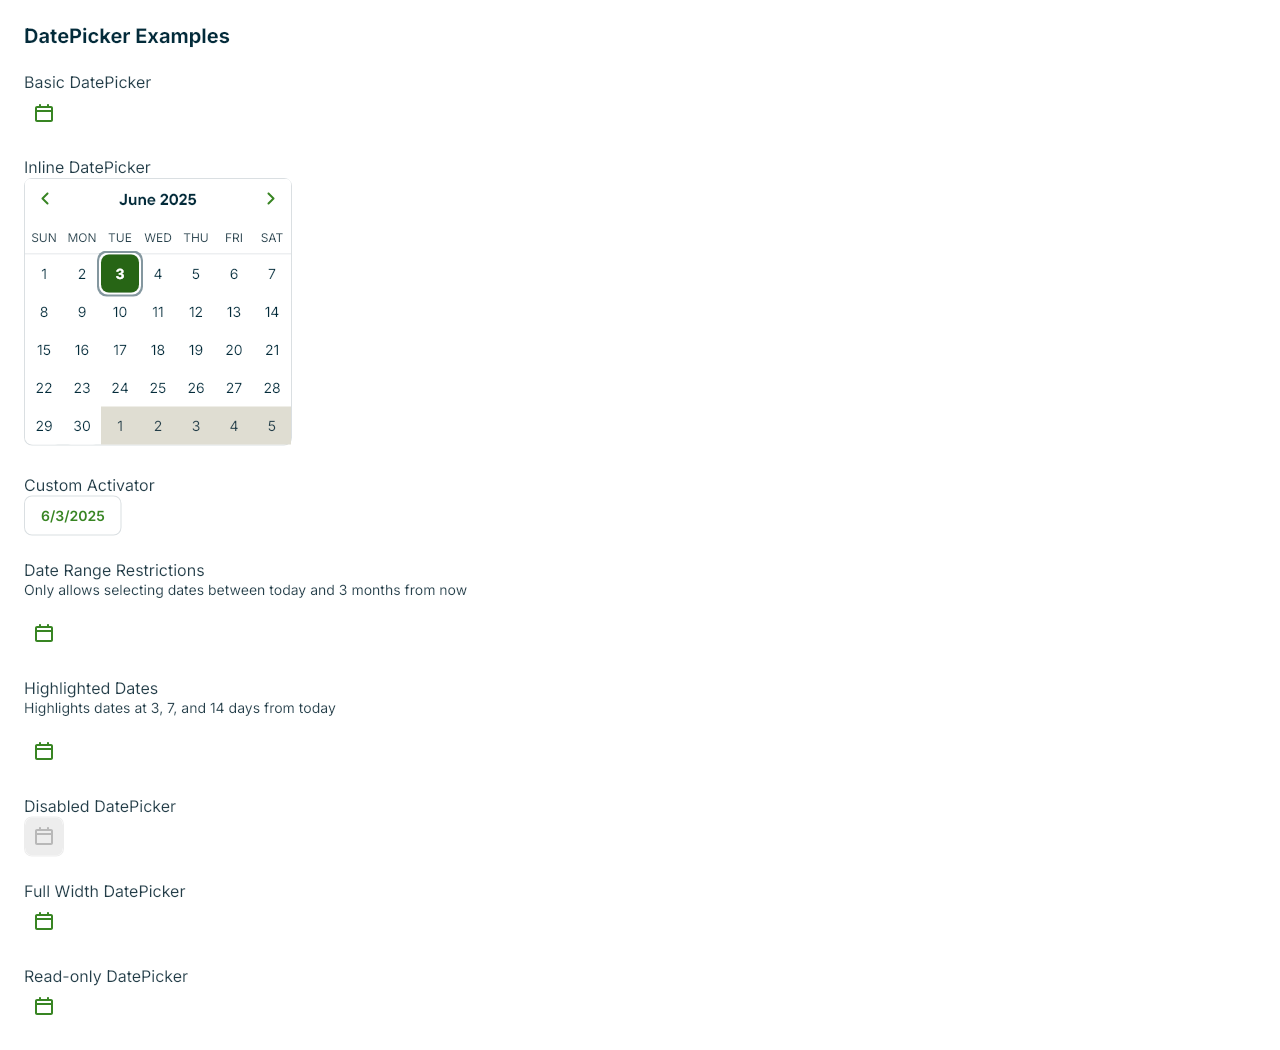 DatePicker Examples
Basic DatePicker
Inline DatePicker
June 2025
SUN MON TUE WED THU FRI SAT
1 2 3 4 5 6 7
8 9 10 11 12 13 14
15 16 17 18 19 20 21
22 23 24 25 26 27 28
29 30 1 2 3 4 5
Custom Activator
6/3/2025
Date Range Restrictions
Only allows selecting dates between today and 3 months from now
Highlighted Dates
Highlights dates at 3, 7, and 14 days from today
Disabled DatePicker
Full Width DatePicker
Read-only DatePicker